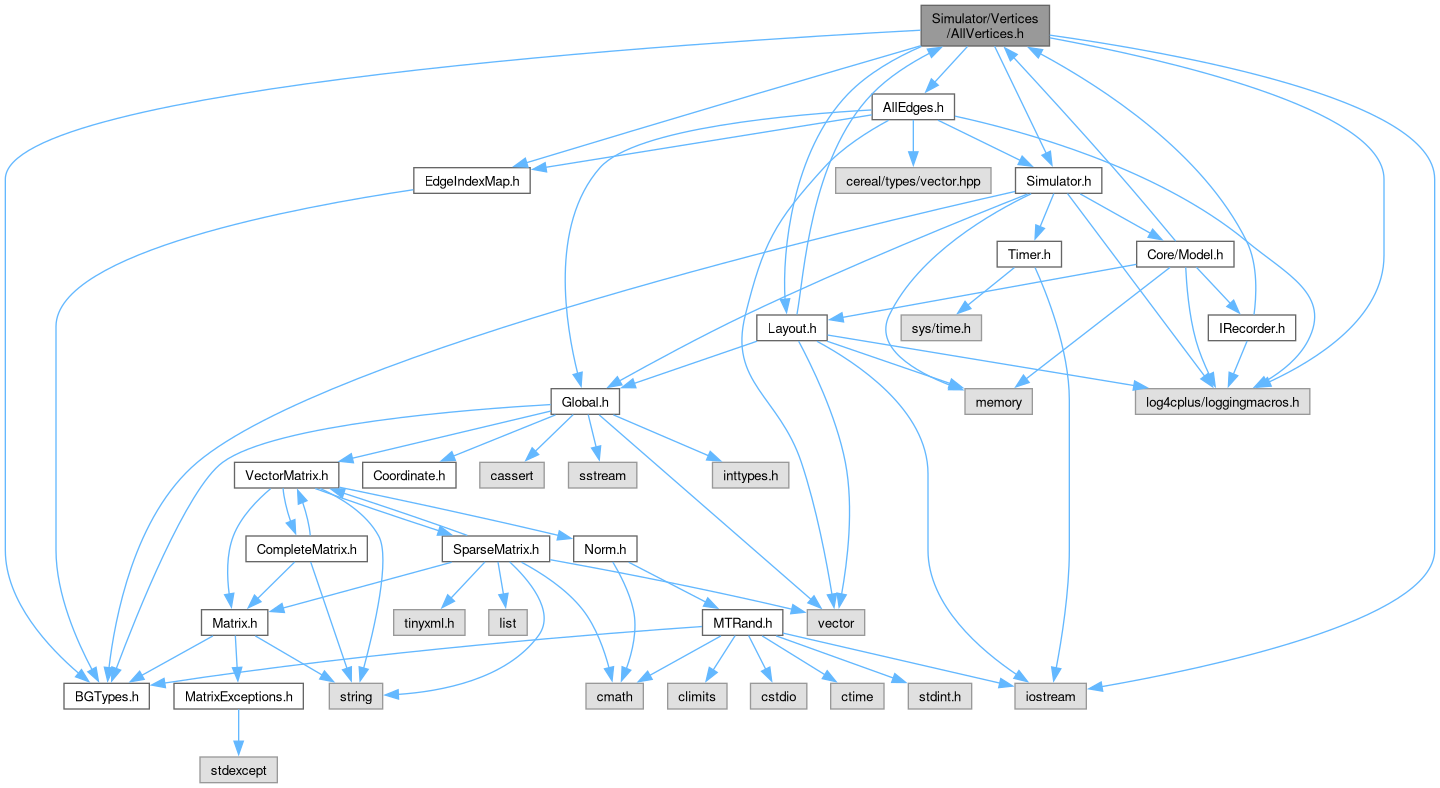 Simulator/Vertices
/AllVertices.h
AllEdges.h
EdgeIndexMap.h
cereal/types/vector.hpp
Simulator.h
Timer.h
Core/Model.h
sys/time.h
Layout.h
IRecorder.h
Global.h
memory
log4cplus/loggingmacros.h
VectorMatrix.h
Coordinate.h
cassert
sstream
inttypes.h
CompleteMatrix.h
SparseMatrix.h
Norm.h
Matrix.h
tinyxml.h
list
MTRand.h
vector
BGTypes.h
MatrixExceptions.h
string
cmath
climits
cstdio
ctime
stdint.h
iostream
stdexcept